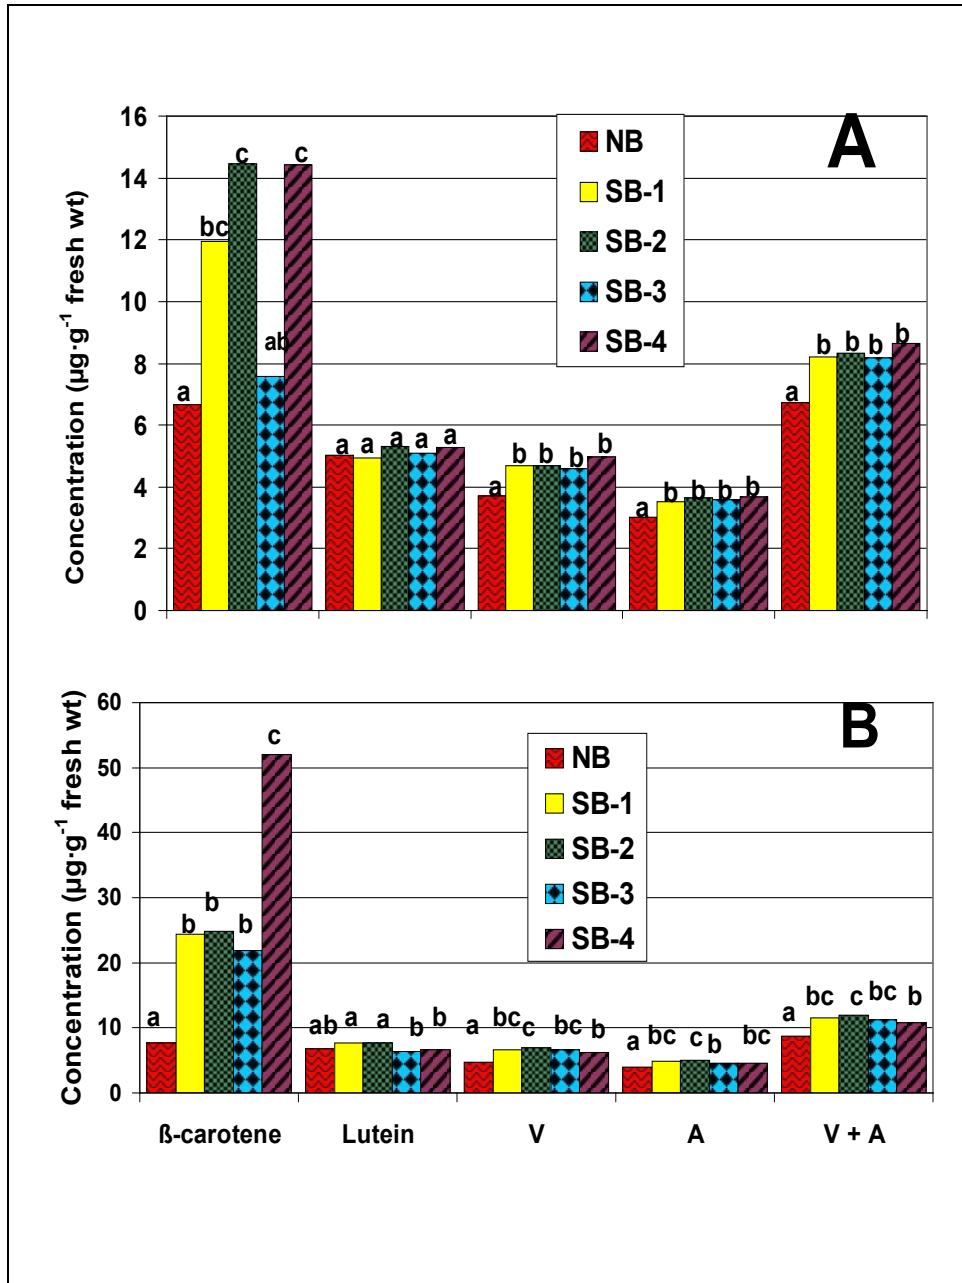 A
Concentration (µg·g⁻¹ fresh wt)
16
14
12
10
8
6
4
2
0
NB
SB-1
SB-2
SB-3
SB-4
a bc c ab c
a a a a a
a b b b b
a b b b b
a b b b b
B
Concentration (µg·g⁻¹ fresh wt)
60
50
40
30
20
10
0
NB
SB-1
SB-2
SB-3
SB-4
a b b b c
ab a a b b
a bc c bc b
a bc c b bc
a bc c bc b
ß-carotene Lutein V A V + A